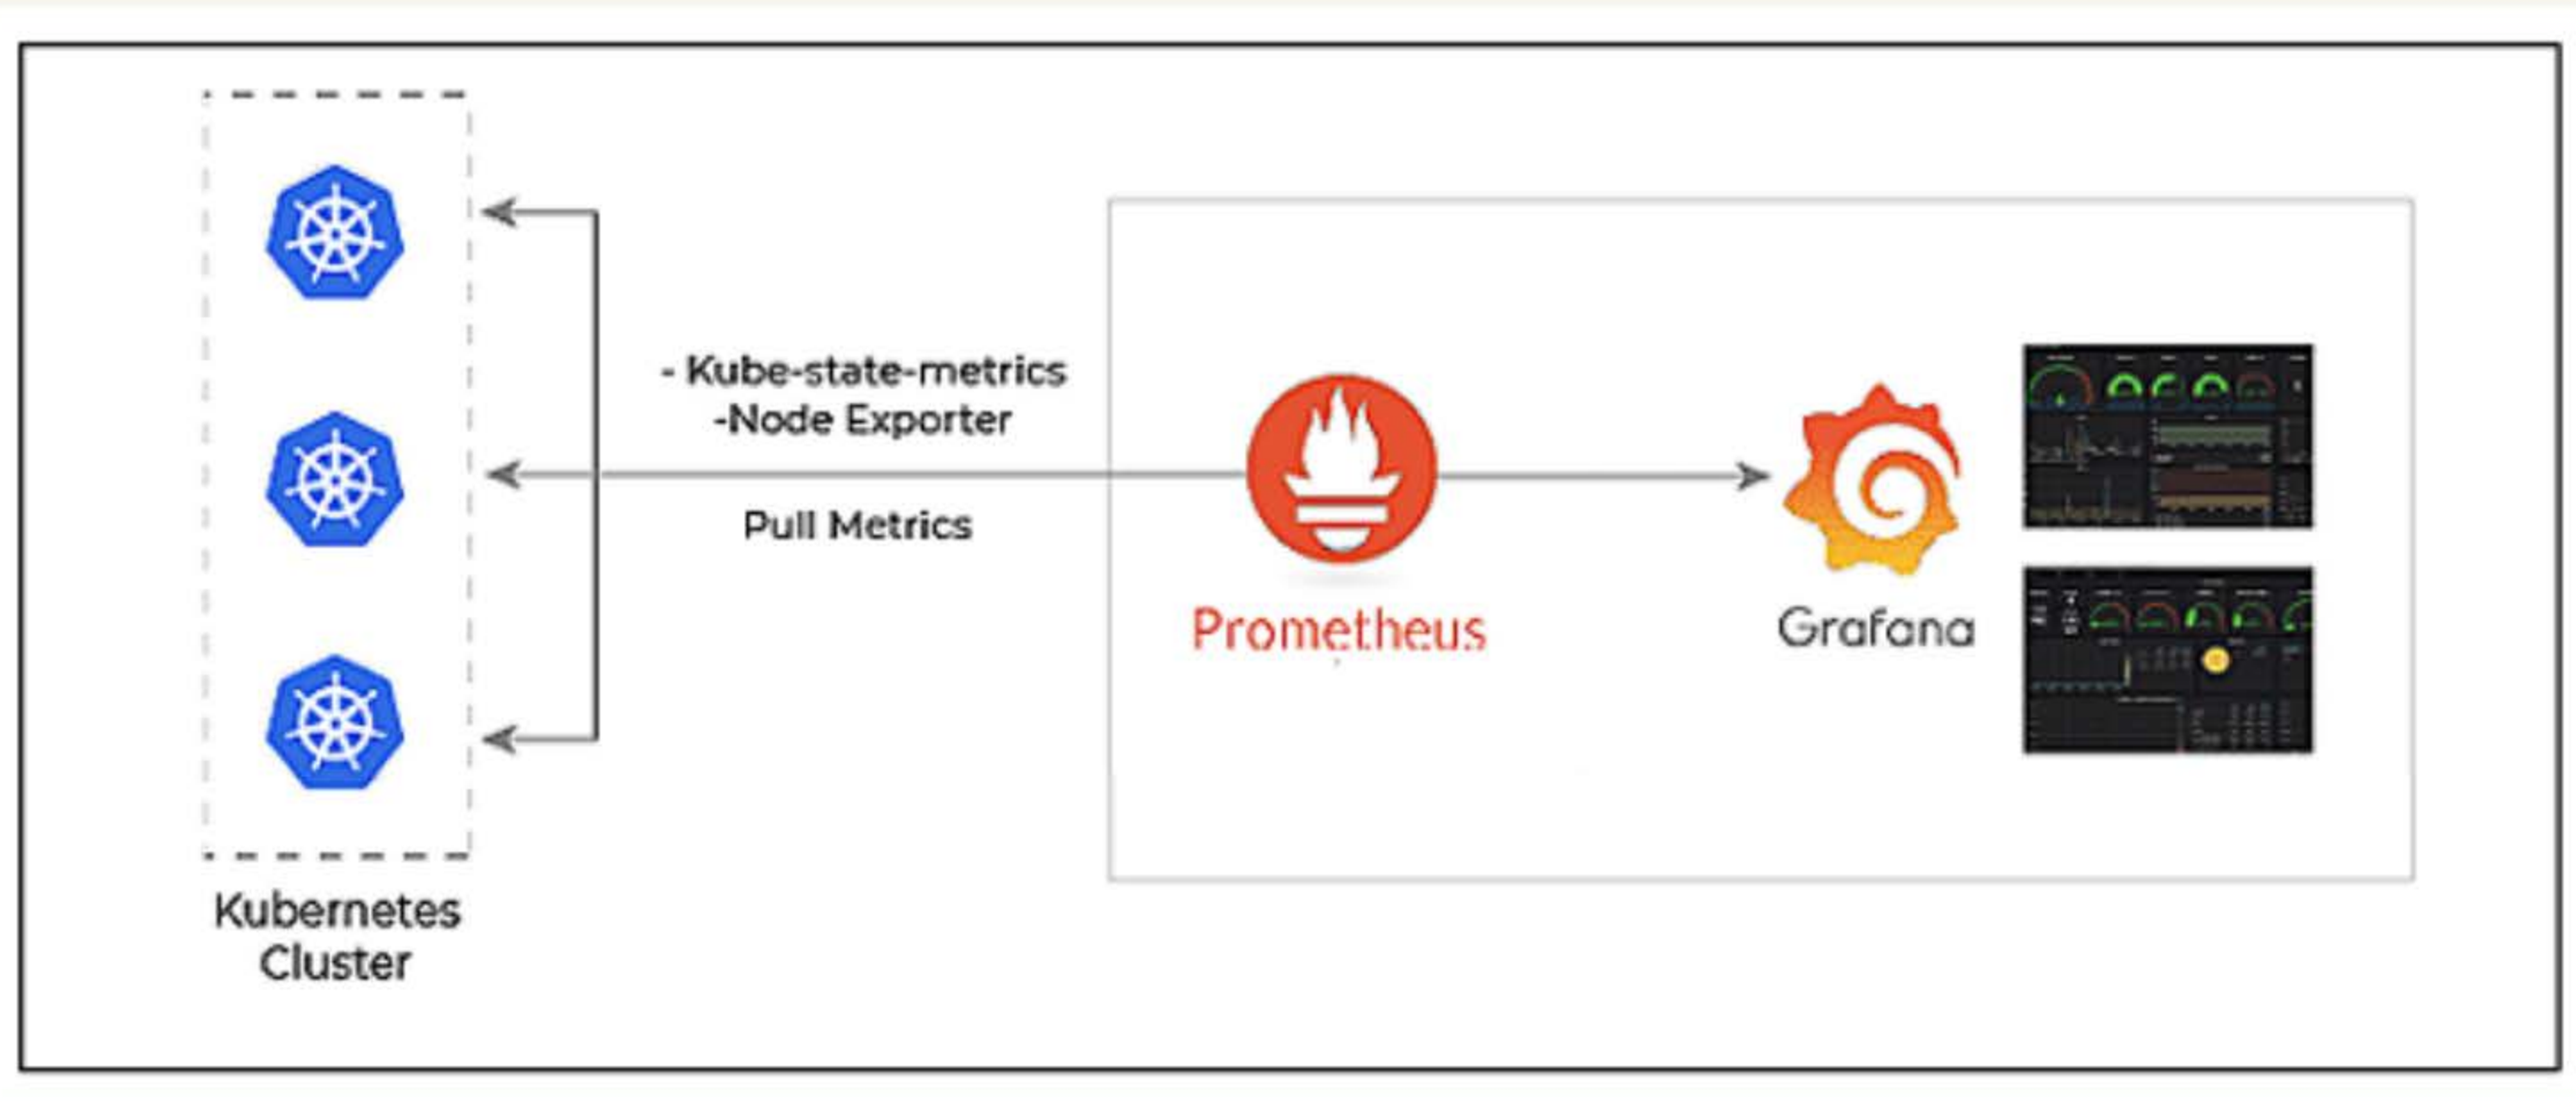 - Kube-state-metrics
-Node Exporter
Pull Metrics
Prometheus
Grafana
Kubernetes
Cluster